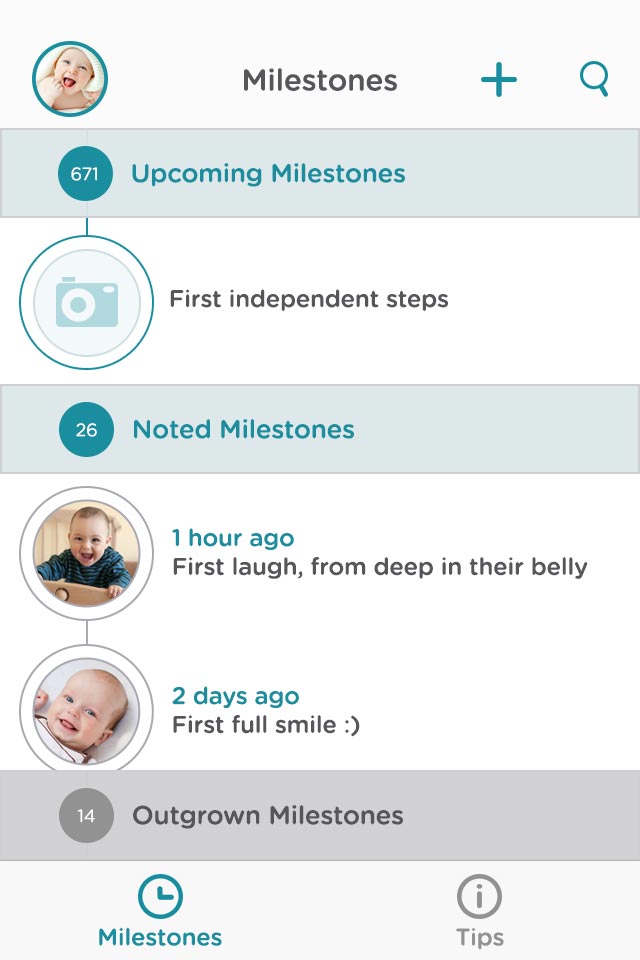 Milestones
671 Upcoming Milestones
First independent steps
26 Noted Milestones
1 hour ago
First laugh, from deep in their belly
2 days ago
First full smile :)
14 Outgrown Milestones
Milestones Tips